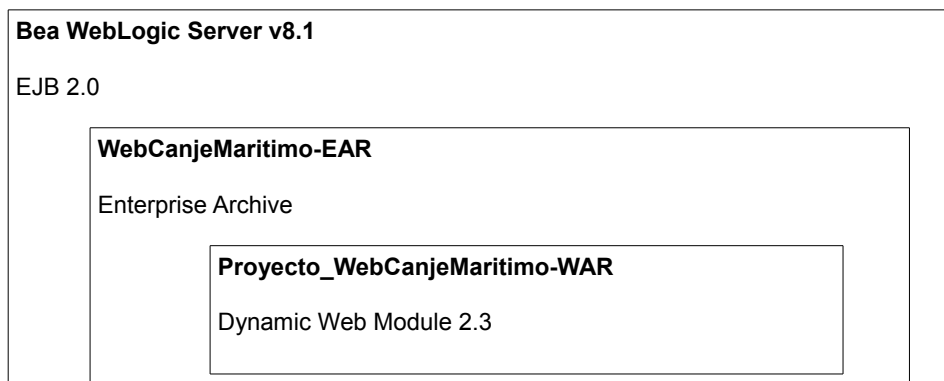 Bea WebLogic Server v8.1
EJB 2.0
WebCanjeMaritimo-EAR
Enterprise Archive
Proyecto_WebCanjeMaritimo-WAR
Dynamic Web Module 2.3